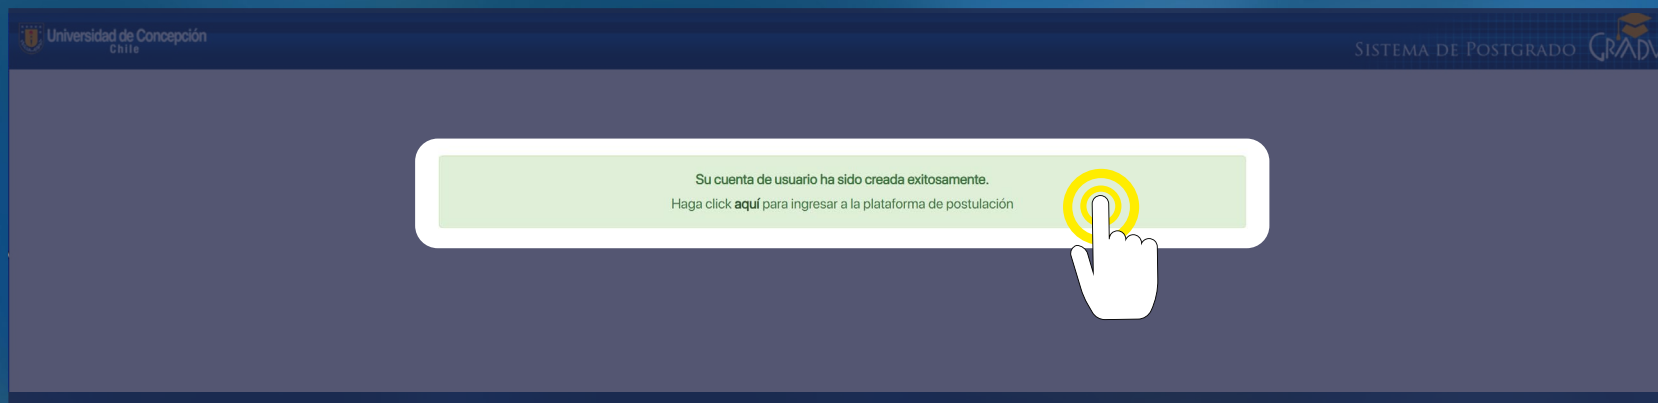 Universidad de Concepción
Chile
SISTEMA DE POSTGRADO
Su cuenta de usuario ha sido creada exitosamente.
Haga click aquí para ingresar a la plataforma de postulación